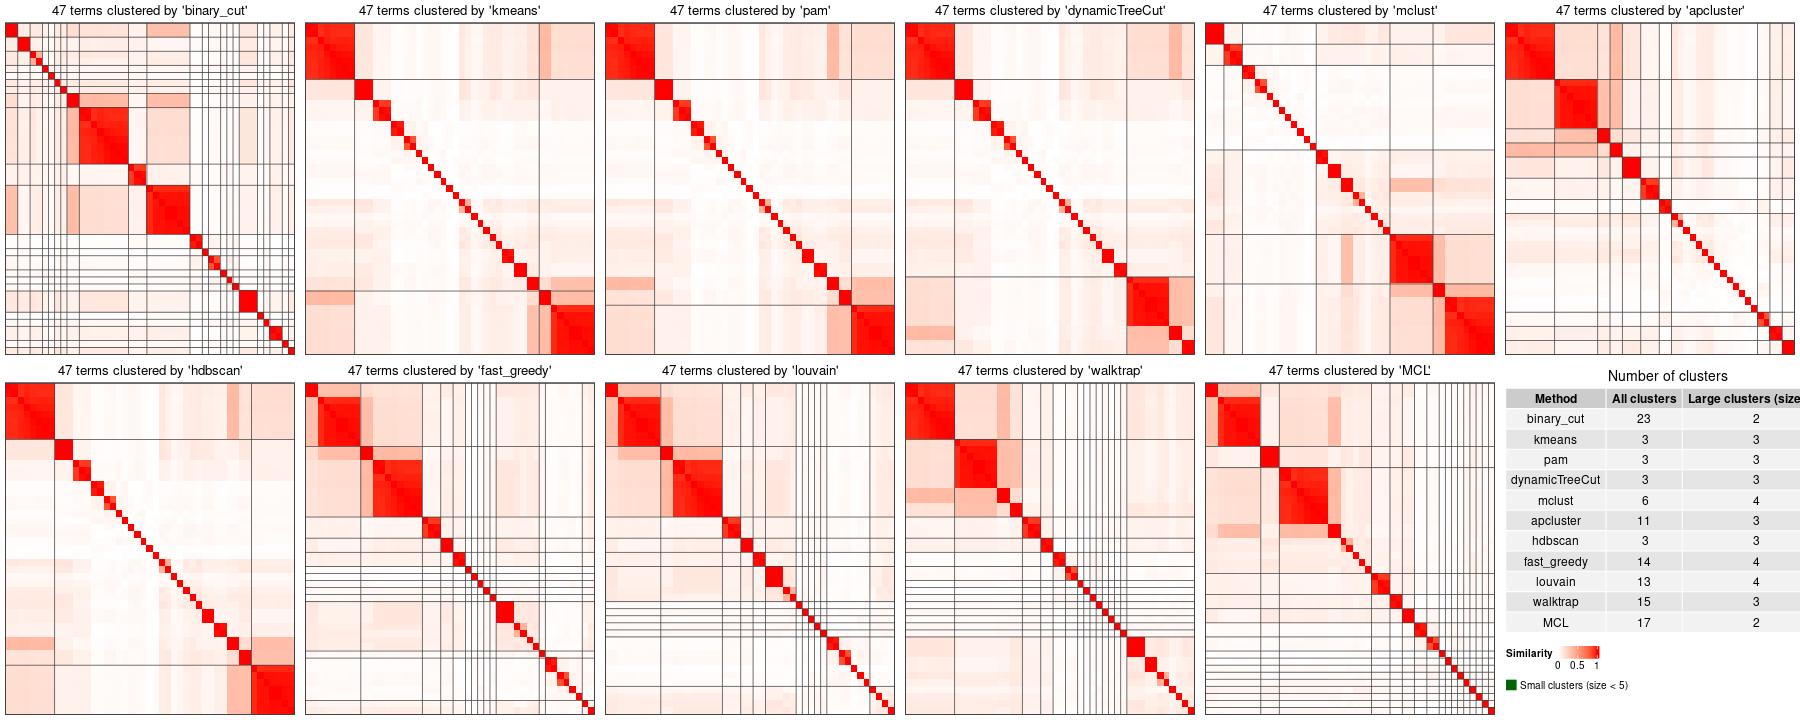 47 terms clustered by 'binary_cut'
47 terms clustered by 'kmeans'
47 terms clustered by 'pam'
47 terms clustered by 'dynamicTreeCut'
47 terms clustered by 'mclust'
47 terms clustered by 'apcluster'
47 terms clustered by 'hdbscan'
47 terms clustered by 'fast_greedy'
47 terms clustered by 'louvain'
47 terms clustered by 'walktrap'
47 terms clustered by 'MCL'
Number of clusters
Method All clusters Large clusters (size
binary_cut 23 2
kmeans 3 3
pam 3 3
dynamicTreeCut 3 3
mclust 6 4
apcluster 11 3
hdbscan 3 3
fast_greedy 14 4
louvain 13 4
walktrap 15 3
MCL 17 2
Similarity
0 0.5 1
Small clusters (size < 5)